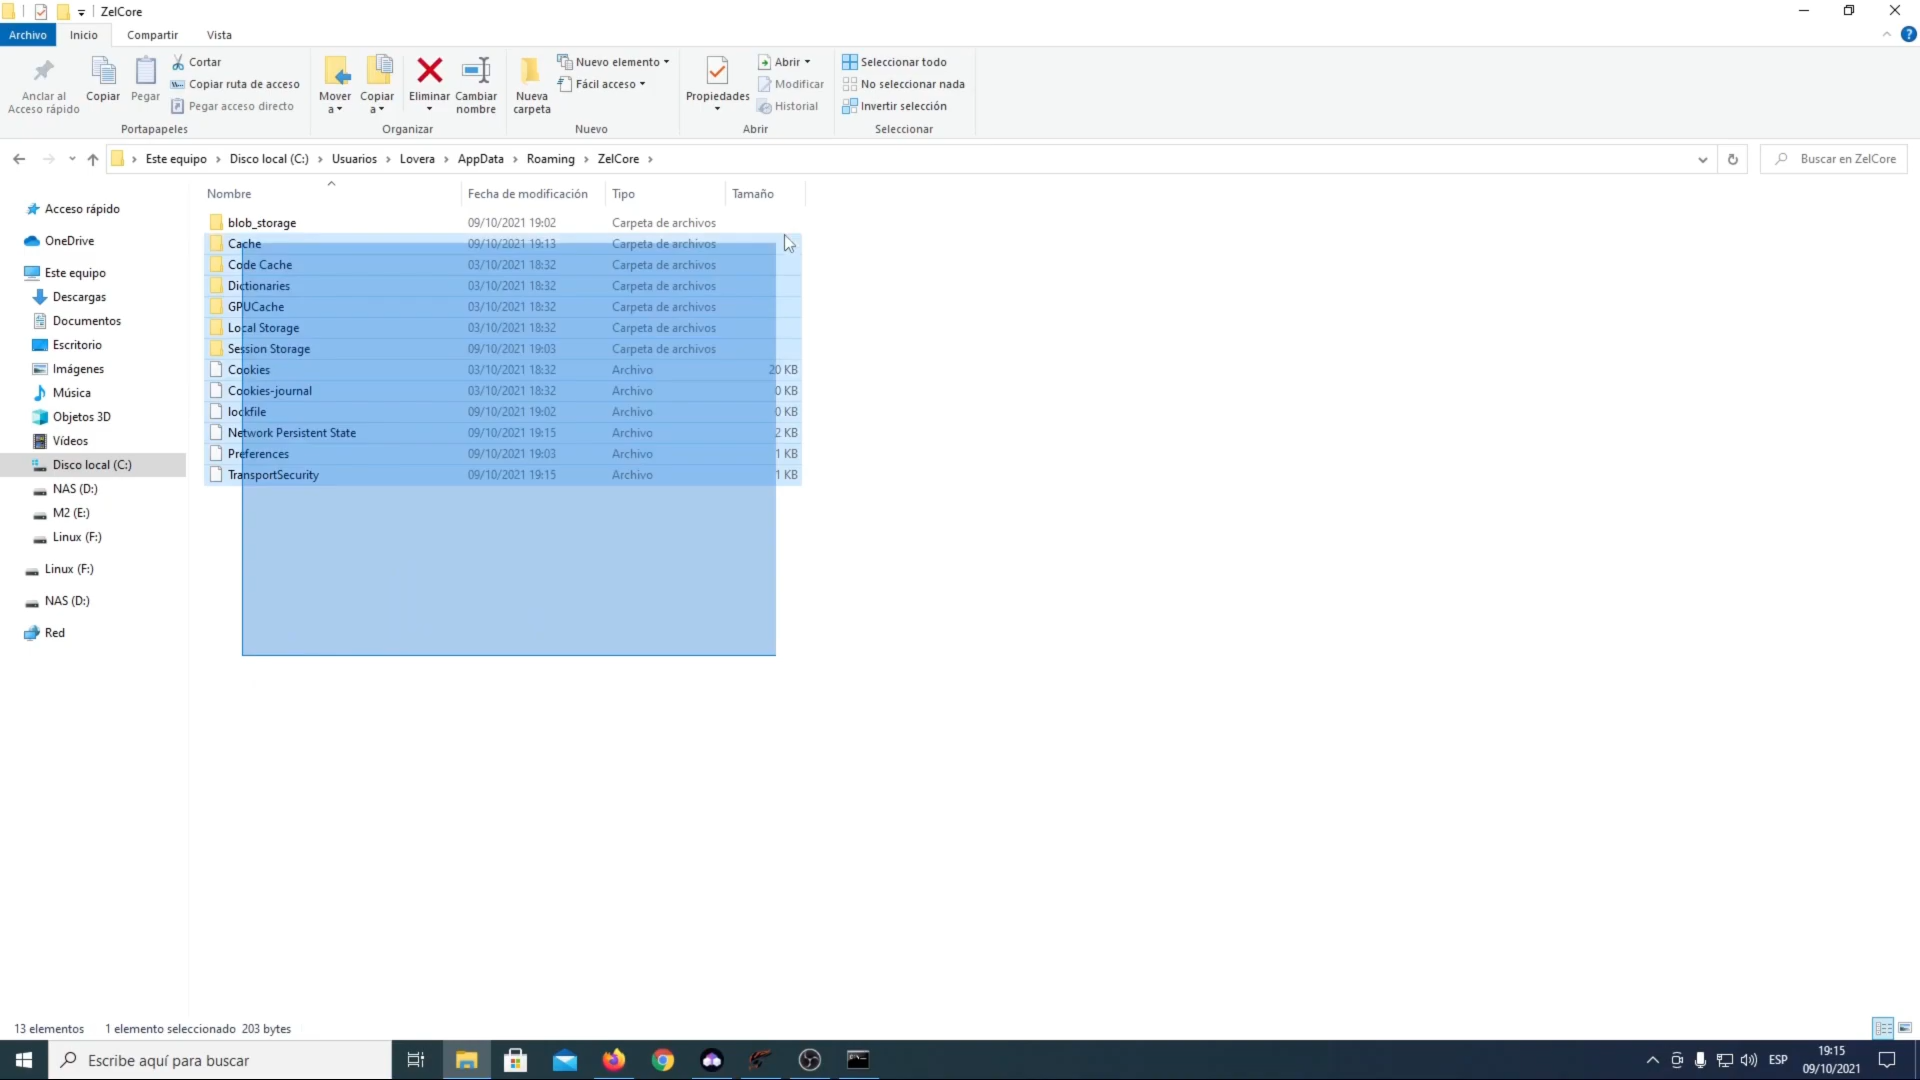 ZelCore
Archivo Inicio Compartir Vista
Anclar al Acceso rápido
Copiar
Pegar
Cortar
Copiar ruta de acceso
Pegar acceso directo
Portapapeles
Mover a
Copiar a
Eliminar
Cambiar nombre
Organizar
Nueva carpeta
Nuevo elemento
Fácil acceso
Nuevo
Propiedades
Abrir
Modificar
Historial
Abrir
Seleccionar todo
No seleccionar nada
Invertir selección
Seleccionar
Este equipo > Disco local (C:) > Usuarios > Lovera > AppData > Roaming > ZelCore >
Buscar en ZelCore
Acceso rápido
OneDrive
Este equipo
Descargas
Documentos
Escritorio
Imágenes
Música
Objetos 3D
Vídeos
Disco local (C:)
NAS (D:)
M2 (E:)
Linux (F:)
Linux (F:)
NAS (D:)
Red
Nombre Fecha de modificación Tipo Tamaño
blob_storage 09/10/2021 19:02 Carpeta de archivos
Cache 09/10/2021 19:13 Carpeta de archivos
Code Cache 03/10/2021 18:32 Carpeta de archivos
Dictionaries 03/10/2021 18:32 Carpeta de archivos
GPUCache 03/10/2021 18:32 Carpeta de archivos
Local Storage 03/10/2021 18:32 Carpeta de archivos
Session Storage 09/10/2021 19:03 Carpeta de archivos
Cookies 03/10/2021 18:32 Archivo 20 KB
Cookies-journal 03/10/2021 18:32 Archivo 0 KB
lockfile 09/10/2021 19:02 Archivo 0 KB
Network Persistent State 09/10/2021 19:15 Archivo 2 KB
Preferences 09/10/2021 19:03 Archivo 1 KB
TransportSecurity 09/10/2021 19:15 Archivo 1 KB
13 elementos 1 elemento seleccionado 203 bytes
Escribe aquí para buscar
ESP
19:15
09/10/2021